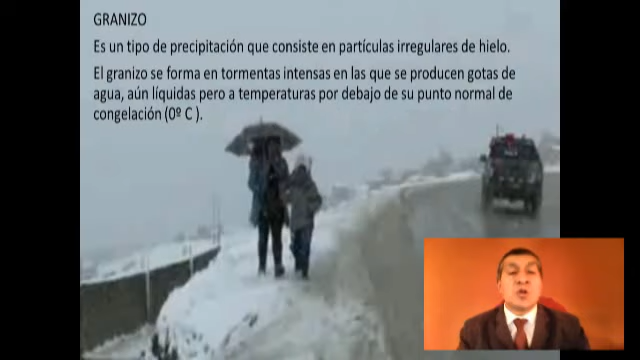 GRANIZO
Es un tipo de precipitación que consiste en partículas irregulares de hielo.
El granizo se forma en tormentas intensas en las que se producen gotas de
agua, aún líquidas pero a temperaturas por debajo de su punto normal de
congelación (0º C ).